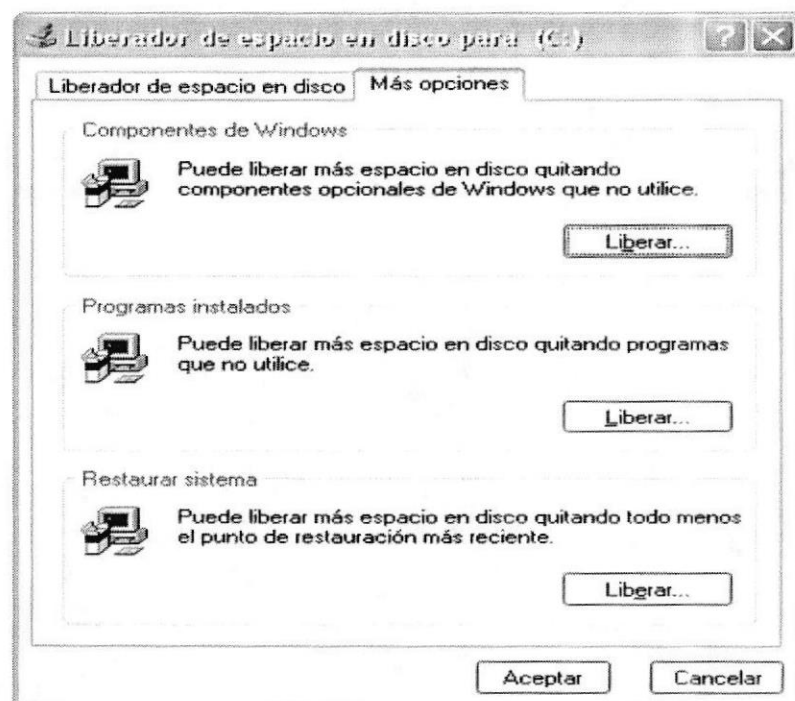 Liberador de espacio en disco para (C:)
Liberador de espacio en disco Más opciones
Componentes de Windows
Puede liberar más espacio en disco quitando
componentes opcionales de Windows que no utilice.
Liberar...
Programas instalados
Puede liberar más espacio en disco quitando programas
que no utilice.
Liberar...
Restaurar sistema
Puede liberar más espacio en disco quitando todo menos
el punto de restauración más reciente.
Liberar...
Aceptar Cancelar